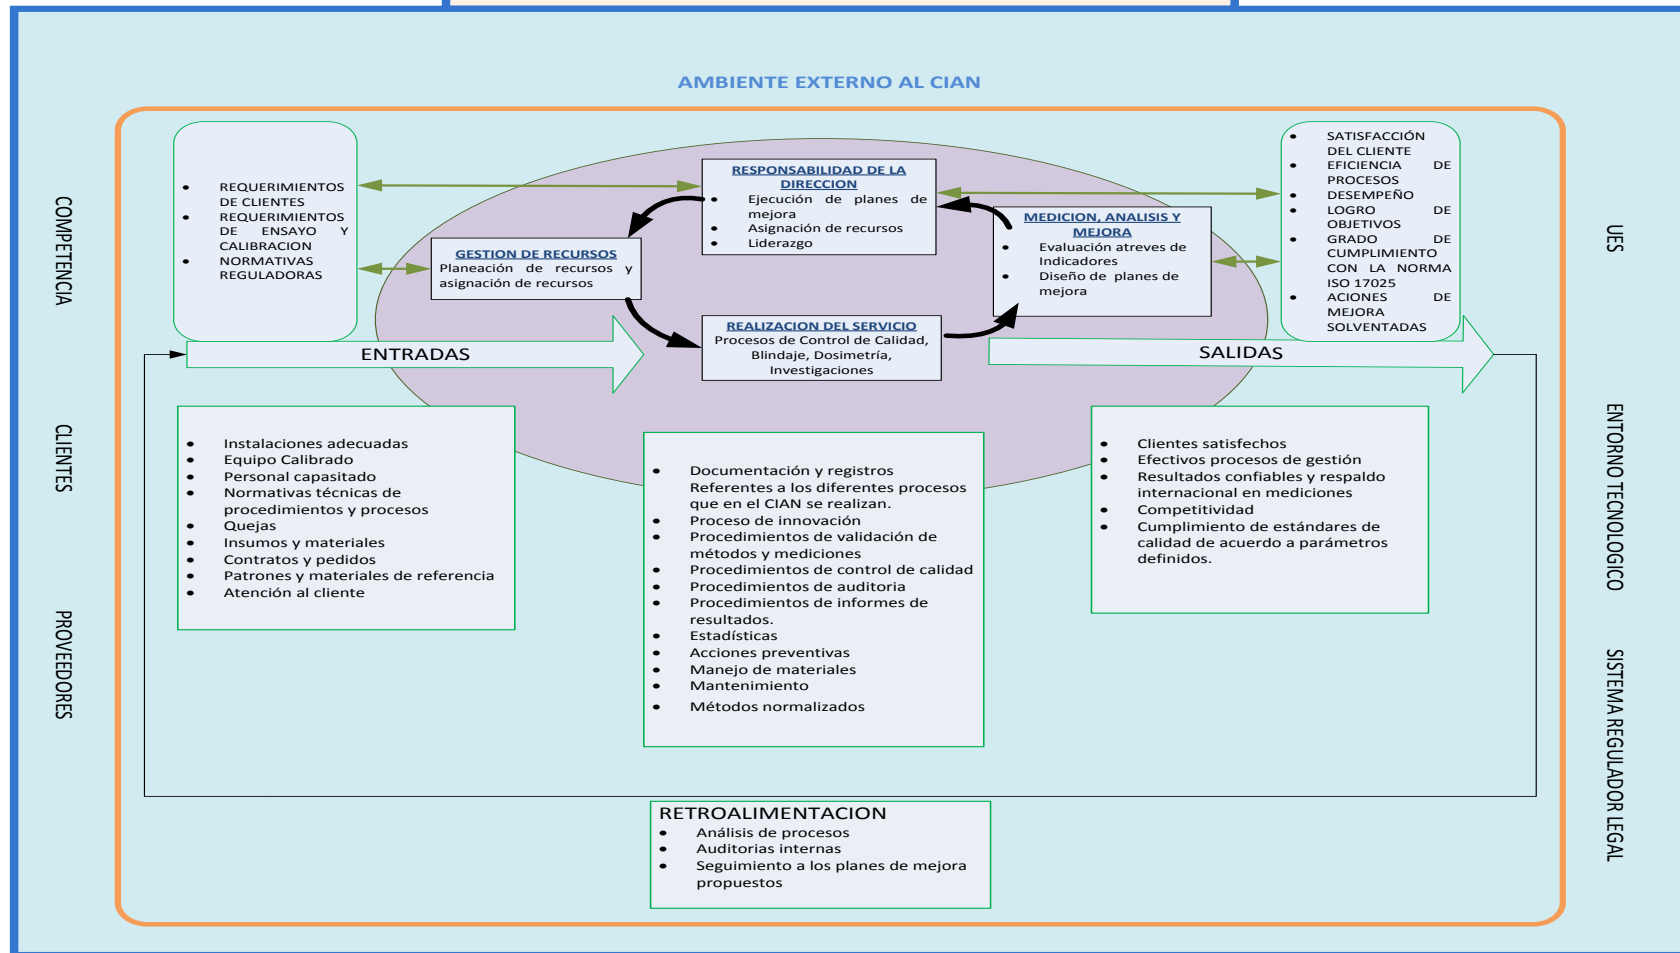 AMBIENTE EXTERNO AL CIAN
COMPETENCIA
CLIENTES
PROVEEDORES
REQUERIMIENTOS
DE CLIENTES
REQUERIMIENTOS
DE ENSAYO Y
CALIBRACION
NORMATIVAS
REGULADORAS
RESPONSABILIDAD DE LA
DIRECCION
Ejecución de planes de
mejora
Asignación de recursos
Liderazgo
GESTION DE RECURSOS
Planeación de recursos y
asignación de recursos
MEDICION, ANALISIS Y
MEJORA
Evaluación atreves de
Indicadores
Diseño de planes de
mejora
REALIZACION DEL SERVICIO
Procesos de Control de Calidad,
Blindaje, Dosimetría,
Investigaciones
SATISFACCIÓN
DEL CLIENTE
EFICIENCIA DE
PROCESOS
DESEMPEÑO
LOGRO DE
OBJETIVOS
GRADO DE
CUMPLIMIENTO
CON LA NORMA
ISO 17025
ACIONES DE
MEJORA
SOLVENTADAS
ENTRADAS
SALIDAS
Instalaciones adecuadas
Equipo Calibrado
Personal capasitado
Normativas técnicas de
procedimientos y procesos
Quejas
Insumos y materiales
Contratos y pedidos
Patrones y materiales de referencia
Atención al cliente
Documentación y registros
Referentes a los diferentes procesos
que en el CIAN se realizan.
Proceso de innovación
Procedimientos de validación de
métodos y mediciones
Procedimientos de control de calidad
Procedimientos de auditoria
Procedimientos de informes de
resultados.
Estadísticas
Acciones preventivas
Manejo de materiales
Mantenimiento
Métodos normalizados
Clientes satisfechos
Efectivos procesos de gestión
Resultados confiables y respaldo
internacional en mediciones
Competitividad
Cumplimiento de estándares de
calidad de acuerdo a parámetros
definidos.
RETROALIMENTACION
Análisis de procesos
Auditorias internas
Seguimiento a los planes de mejora
propuestos
UES
ENTORNO TECNOLOGICO
SISTEMA REGULADOR LEGAL